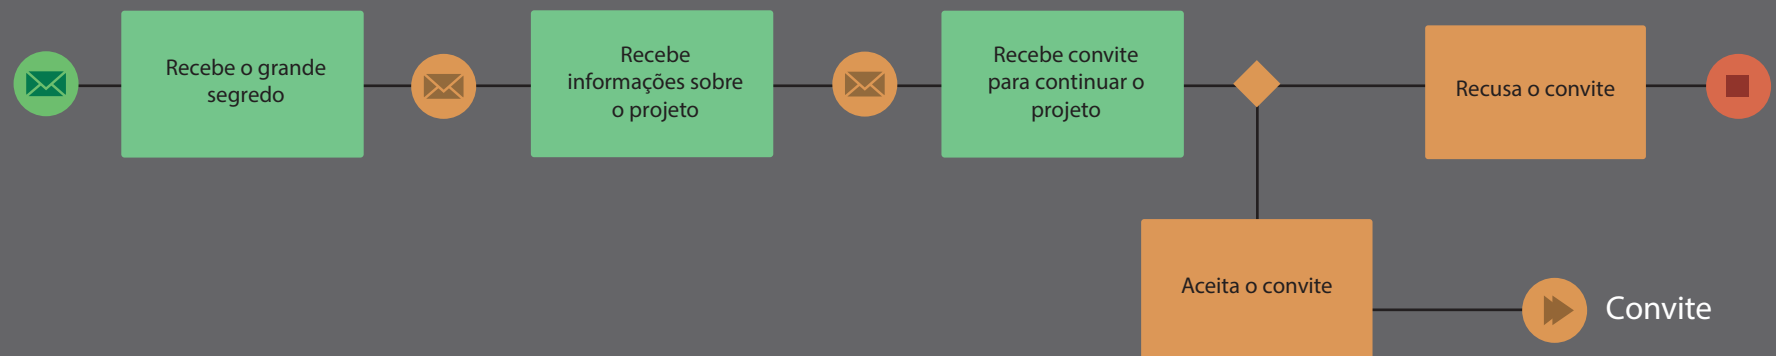 Recebe o grande
segredo
Recebe
informações sobre
o projeto
Recebe convite
para continuar o
projeto
Recusa o convite
Aceita o convite
Convite